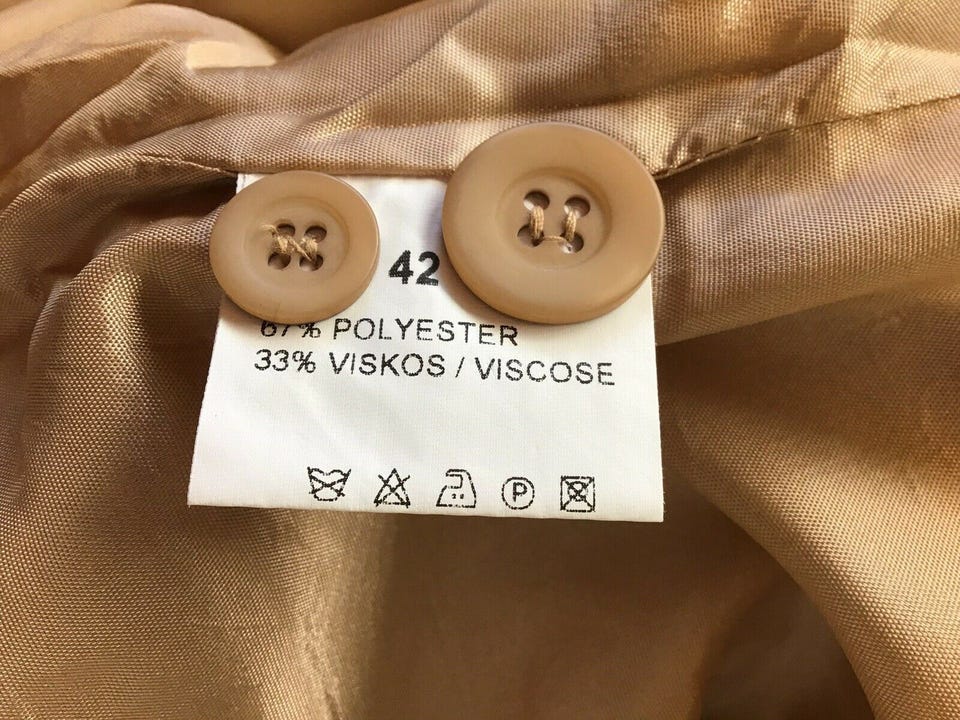 42
67% POLYESTER
33% VISKOS / VISCOSE
P